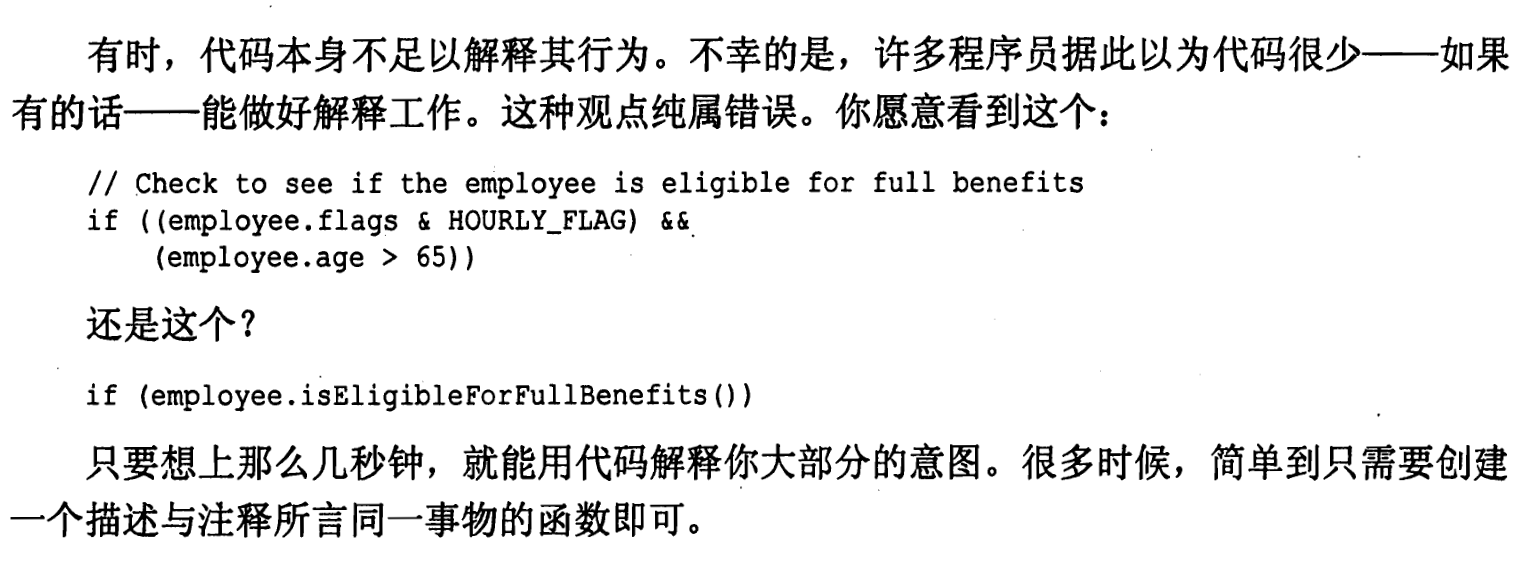 有时，代码本身不足以解释其行为。不幸的是，许多程序员据此以为代码很少——如果
有的话——能做好解释工作。这种观点纯属错误。你愿意看到这个：
// Check to see if the employee is eligible for full benefits
if ((employee.flags & HOURLY_FLAG) &&
(employee.age > 65))
还是这个？
if (employee.isEligibleForFullBenefits())
只要想上那么几秒钟，就能用代码解释你大部分的意图。很多时候，简单到只需要创建
一个描述与注释所言同一事物的函数即可。